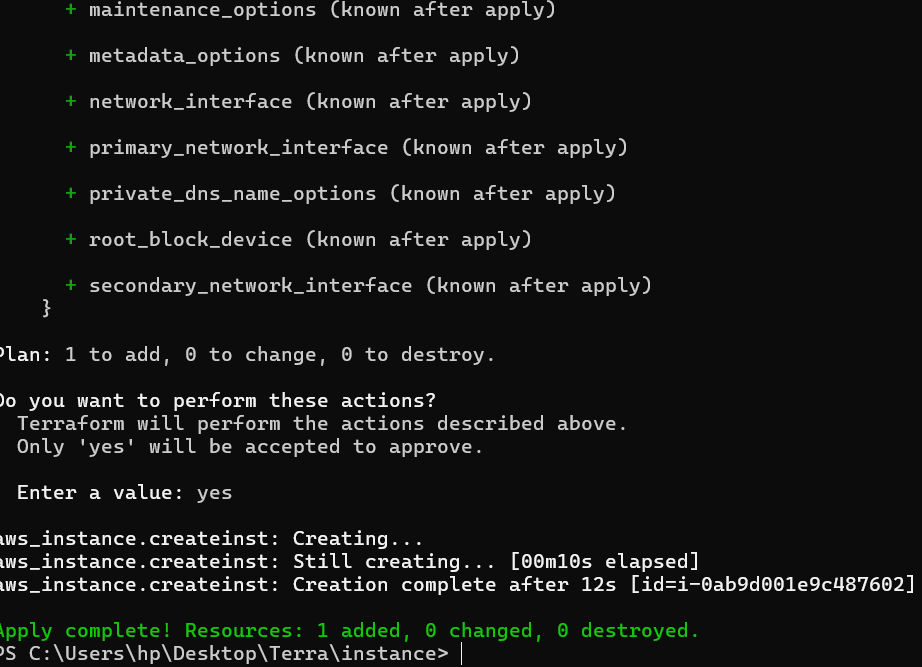 + maintenance_options (known after apply)
+ metadata_options (known after apply)
+ network_interface (known after apply)
+ primary_network_interface (known after apply)
+ private_dns_name_options (known after apply)
+ root_block_device (known after apply)
+ secondary_network_interface (known after apply)
}
Plan: 1 to add, 0 to change, 0 to destroy.
Do you want to perform these actions?
Terraform will perform the actions described above.
Only 'yes' will be accepted to approve.
Enter a value: yes
aws_instance.createinst: Creating...
aws_instance.createinst: Still creating... [00m10s elapsed]
aws_instance.createinst: Creation complete after 12s [id=i-0ab9d001e9c487602]
Apply complete! Resources: 1 added, 0 changed, 0 destroyed.
PS C:\Users\hp\Desktop\Terra\instance>